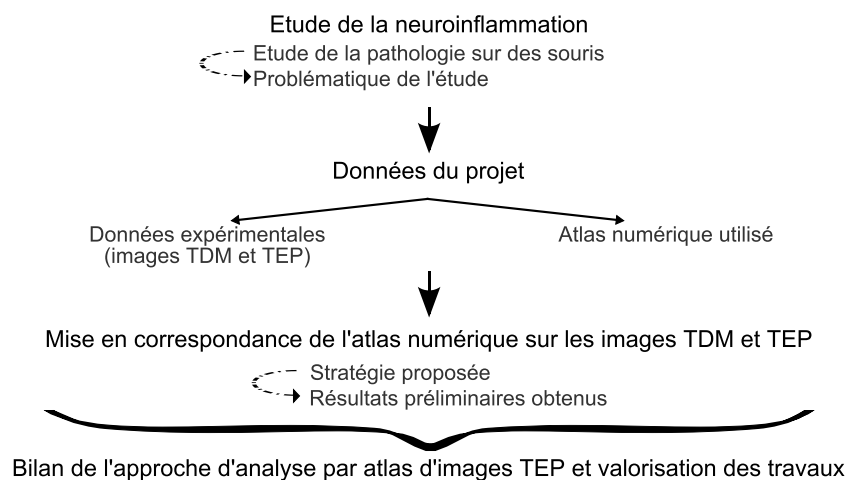 Etude de la neuroinflammation
Etude de la pathologie sur des souris
Problématique de l'étude
Données du projet
Données expérimentales
(images TDM et TEP)
Atlas numérique utilisé
Mise en correspondance de l'atlas numérique sur les images TDM et TEP
Stratégie proposée
Résultats préliminaires obtenus
Bilan de l'approche d'analyse par atlas d'images TEP et valorisation des travaux